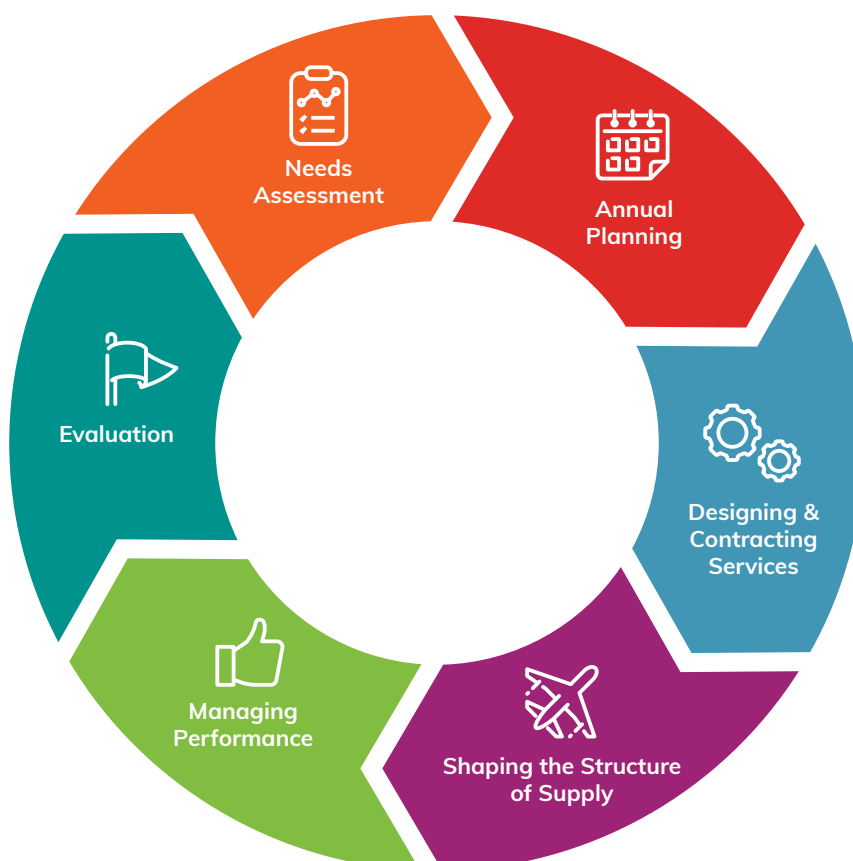 Needs
Assessment
Annual
Planning
Designing &
Contracting
Services
Shaping the Structure
of Supply
Managing
Performance
Evaluation